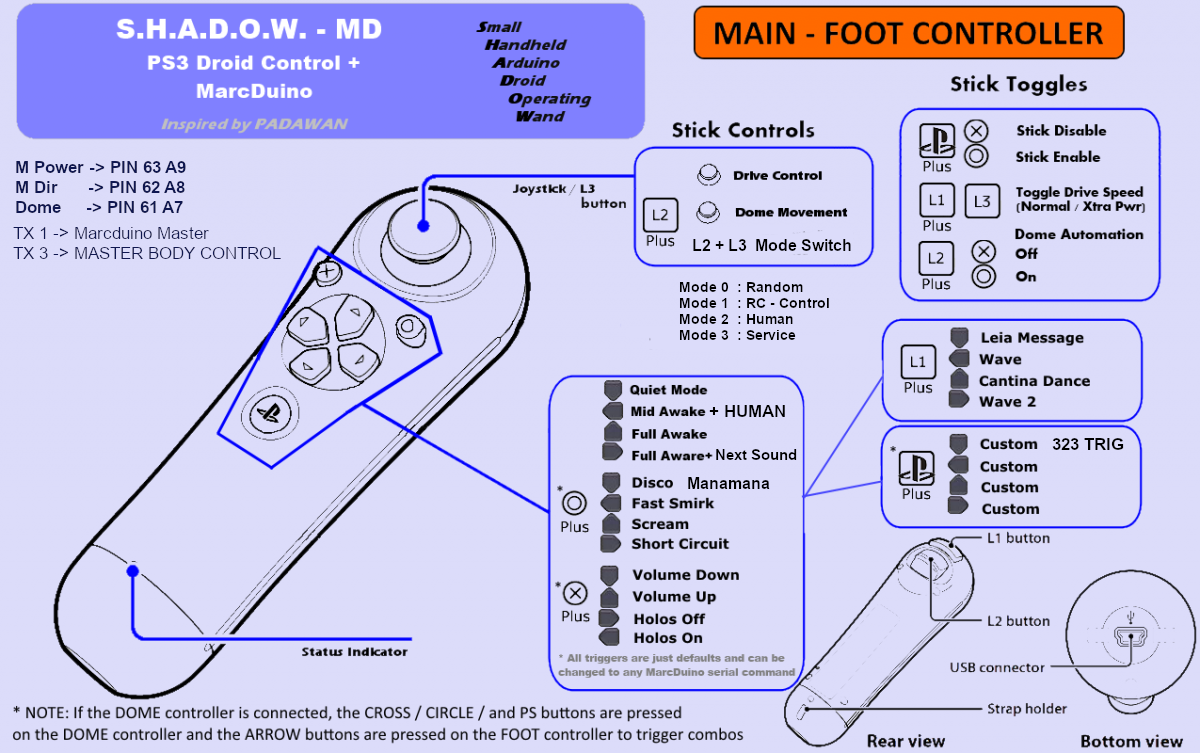 S.H.A.D.O.W. - MD
PS3 Droid Control +
MarcDuino
Inspired by PADAWAN
Small
Handheld
Arduino
Droid
Operating
Wand
MAIN - FOOT CONTROLLER
M Power -> PIN 63 A9
M Dir -> PIN 62 A8
Dome -> PIN 61 A7
TX 1 -> Marcduino Master
TX 3 -> MASTER BODY CONTROL
Joystick / L3
button
Stick Controls
Drive Control
L2
Plus
Dome Movement
L2 + L3 Mode Switch
Mode 0 : Random
Mode 1 : RC - Control
Mode 2 : Human
Mode 3 : Service
Stick Toggles
Plus
Stick Disable
Stick Enable
L1
Plus
L3
Toggle Drive Speed
(Normal / Xtra Pwr)
Dome Automation
L2
Plus
Off
On
Quiet Mode
Mid Awake + HUMAN
Full Awake
Full Aware+ Next Sound
*
Plus
Disco Manamana
Fast Smirk
Scream
Short Circuit
*
Plus
Volume Down
Volume Up
Holos Off
Holos On
* All triggers are just defaults and can be
changed to any MarcDuino serial command
L1
Plus
Leia Message
Wave
Cantina Dance
Wave 2
*
Plus
Custom 323 TRIG
Custom
Custom
Custom
Status Indicator
L1 button
L2 button
USB connector
Strap holder
Rear view
Bottom view
* NOTE: If the DOME controller is connected, the CROSS / CIRCLE / and PS buttons are pressed
on the DOME controller and the ARROW buttons are pressed on the FOOT controller to trigger combos